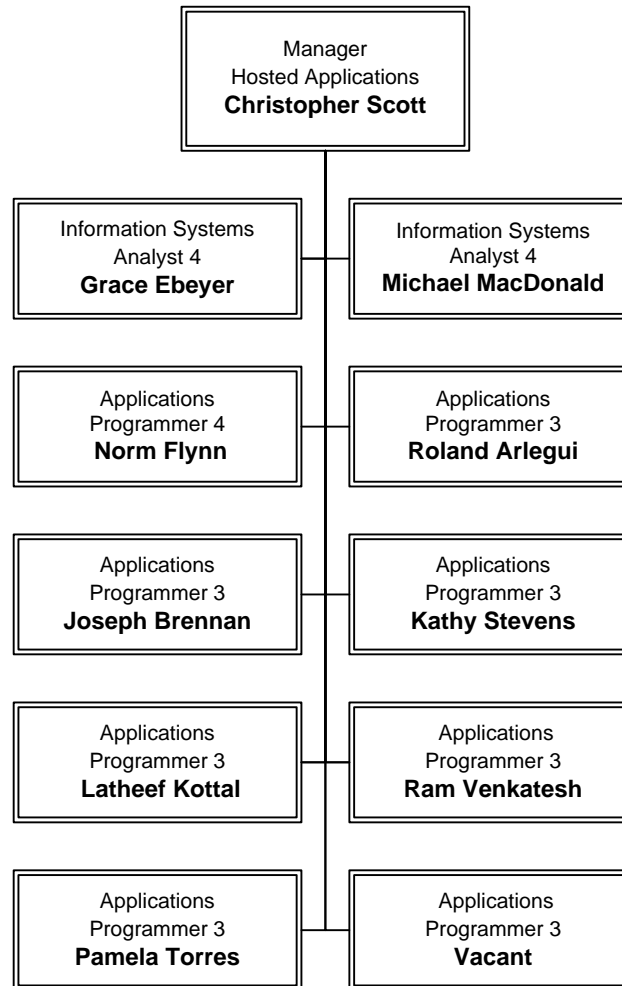 Manager
Hosted Applications
Christopher Scott
Information Systems
Analyst 4
Grace Ebeyer
Information Systems
Analyst 4
Michael MacDonald
Applications
Programmer 4
Norm Flynn
Applications
Programmer 3
Roland Arlegui
Applications
Programmer 3
Joseph Brennan
Applications
Programmer 3
Kathy Stevens
Applications
Programmer 3
Latheef Kottal
Applications
Programmer 3
Ram Venkatesh
Applications
Programmer 3
Pamela Torres
Applications
Programmer 3
Vacant